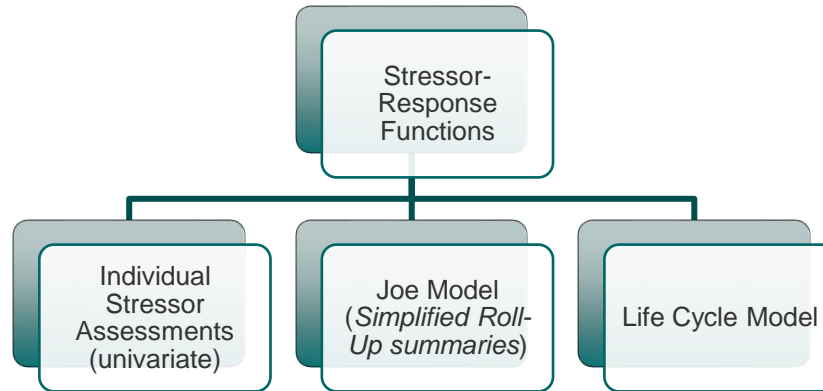 Stressor-
Response
Functions
Individual
Stressor
Assessments
(univariate)
Joe Model
(Simplified Roll-
Up summaries)
Life Cycle Model